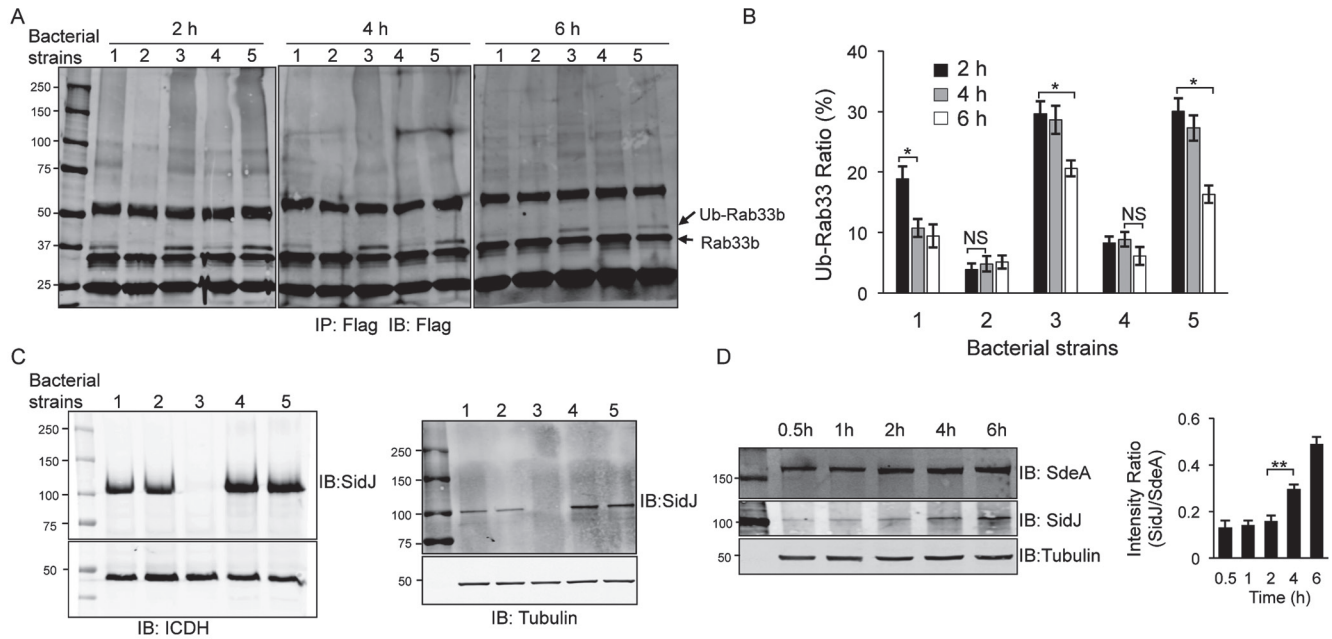 A
Bacterial
strains
2 h
4 h
6 h
1 2 3 4 5
1 2 3 4 5
1 2 3 4 5
250
150
100
75
50
37
25
Ub-Rab33b
Rab33b
IP: Flag IB: Flag
B
Ub-Rab33 Ratio (%)
40
30
20
10
0
2 h
4 h
6 h
*
NS
*
NS
*
1 2 3 4 5
Bacterial strains
C
Bacterial
strains
1 2 3 4 5
250
150
100
75
50
IB:SidJ
IB: ICDH
1 2 3 4 5
250
150
100
75
50
IB:SidJ
IB: Tubulin
D
0.5h 1h 2h 4h 6h
150
100
50
IB: SdeA
IB: SidJ
IB:Tubulin
Intensity Ratio
(SidJ/SdeA)
0.6
0.4
0.2
0
**
0.5 1 2 4 6
Time (h)